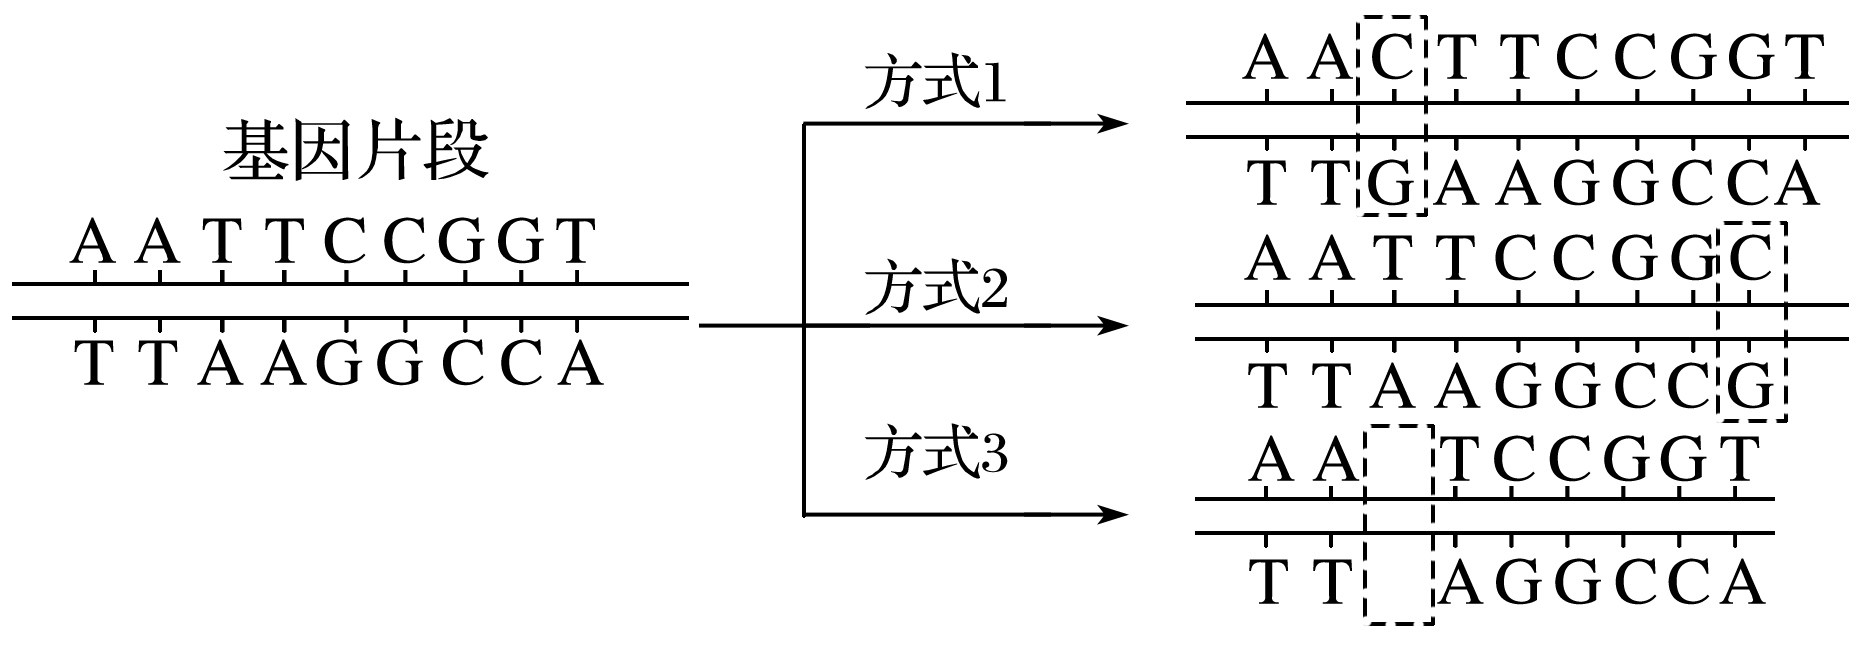 基因片段
A A T T C C G G T
T T A A G G C C A
方式1
A A C T T C C G G T
T T G A A G G C C A
方式2
A A T T C C G G C
T T A A G G C C G
方式3
A A T C C G G T
T T A G G C C A